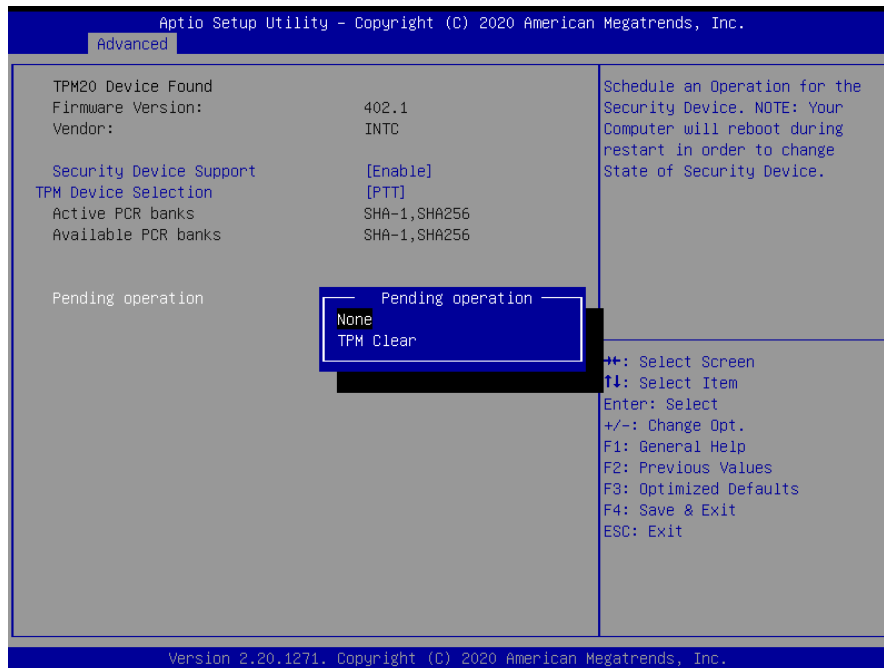 Aptio Setup Utility – Copyright (C) 2020 American Megatrends, Inc.
Advanced
TPM20 Device Found
Firmware Version: 402.1
Vendor: INTC
Security Device Support [Enable]
TPM Device Selection [PTT]
Active PCR banks SHA-1,SHA256
Available PCR banks SHA-1,SHA256
Pending operation
Pending operation
None
TPM Clear
Schedule an Operation for the
Security Device. NOTE: Your
Computer will reboot during
restart in order to change
State of Security Device.
→←: Select Screen
↑↓: Select Item
Enter: Select
+/-: Change Opt.
F1: General Help
F2: Previous Values
F3: Optimized Defaults
F4: Save & Exit
ESC: Exit
Version 2.20.1271. Copyright (C) 2020 American Megatrends, Inc.